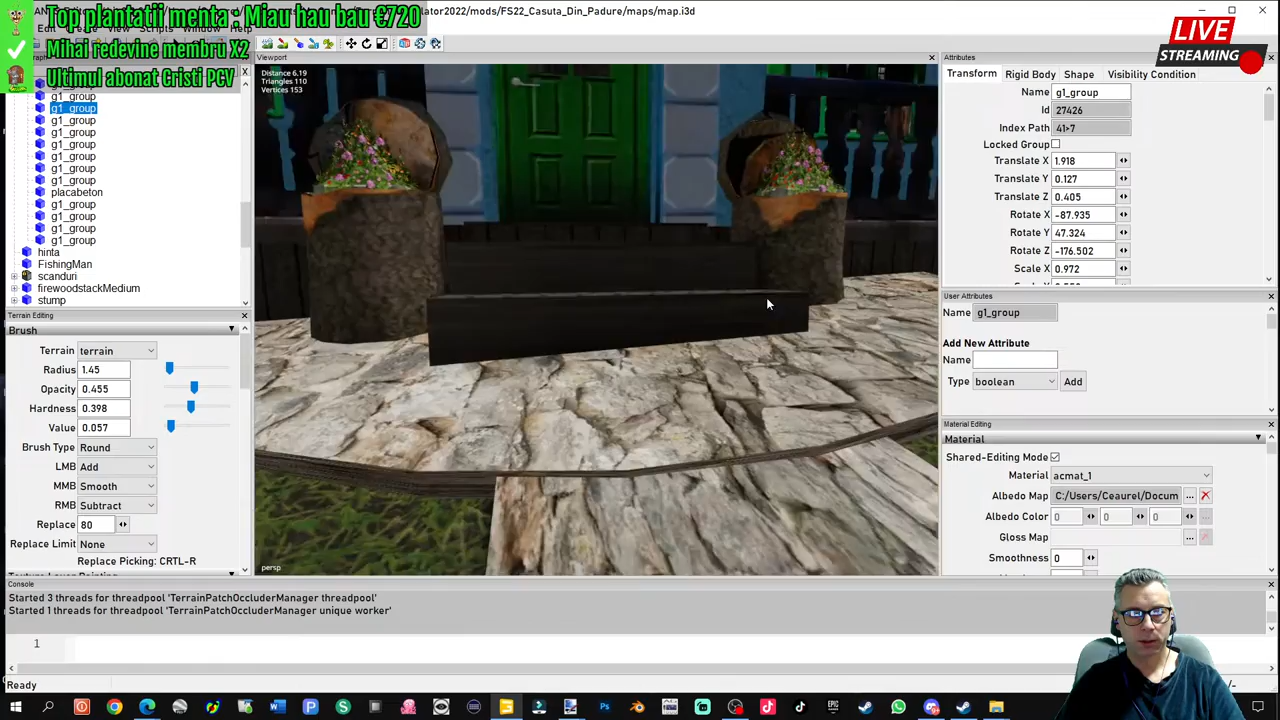 Top plantatii menta : Miau hau bau €720
Mihai redevine membru X2
Ultimul abonat Cristi PCV
lator2022/mods/FS22_Casuta_Din_Padure/maps/map.i3d
LIVE
STREAMING
Viewport
Attributes
Distance 6.19
Triangles 110
Vertices 153
persp
g1_group
g1_group
g1_group
g1_group
g1_group
g1_group
g1_group
g1_group
placabeton
g1_group
g1_group
g1_group
g1_group
hinta
FishingMan
scanduri
firewoodstackMedium
stump
Terrain Editing
Brush
Terrain terrain
Radius 1.45
Opacity 0.455
Hardness 0.398
Value 0.057
Brush Type Round
LMB Add
MMB Smooth
RMB Subtract
Replace 80
Replace Limit None
Replace Picking: CRTL-R
Transform Rigid Body Shape Visibility Condition
Name g1_group
Id 27426
Index Path 41>7
Locked Group
Translate X 1.918
Translate Y 0.127
Translate Z 0.405
Rotate X -87.935
Rotate Y 47.324
Rotate Z -176.502
Scale X 0.972
User Attributes
Name g1_group
Add New Attribute
Name
Type boolean Add
Material Editing
Material
Shared-Editing Mode
Material acmat_1
Albedo Map C:/Users/Ceaurel/Docum ...
Albedo Color 0 0 0
Gloss Map ...
Smoothness 0
Console
Started 3 threads for threadpool 'TerrainPatchOccluderManager threadpool'
Started 1 threads for threadpool 'TerrainPatchOccluderManager unique worker'
1
Ready